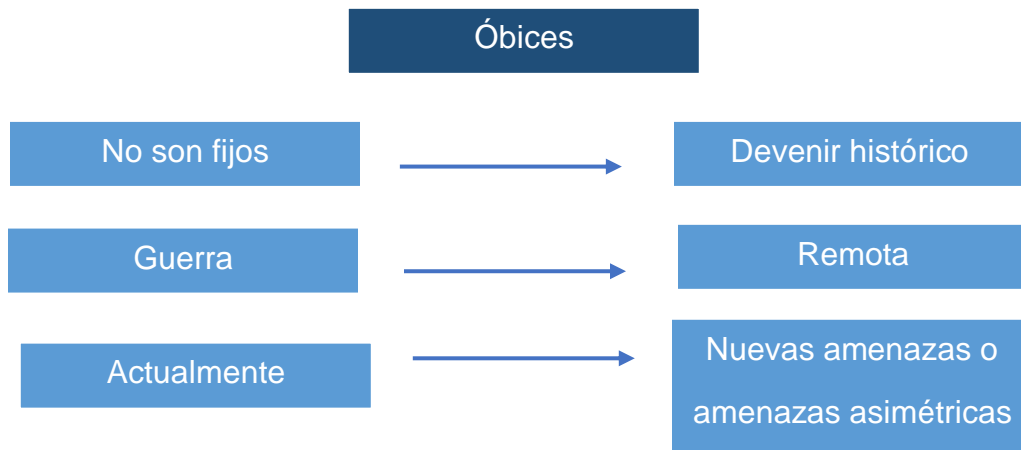 Óbices
No son fijos
Devenir histórico
Guerra
Remota
Actualmente
Nuevas amenazas o
amenazas asimétricas